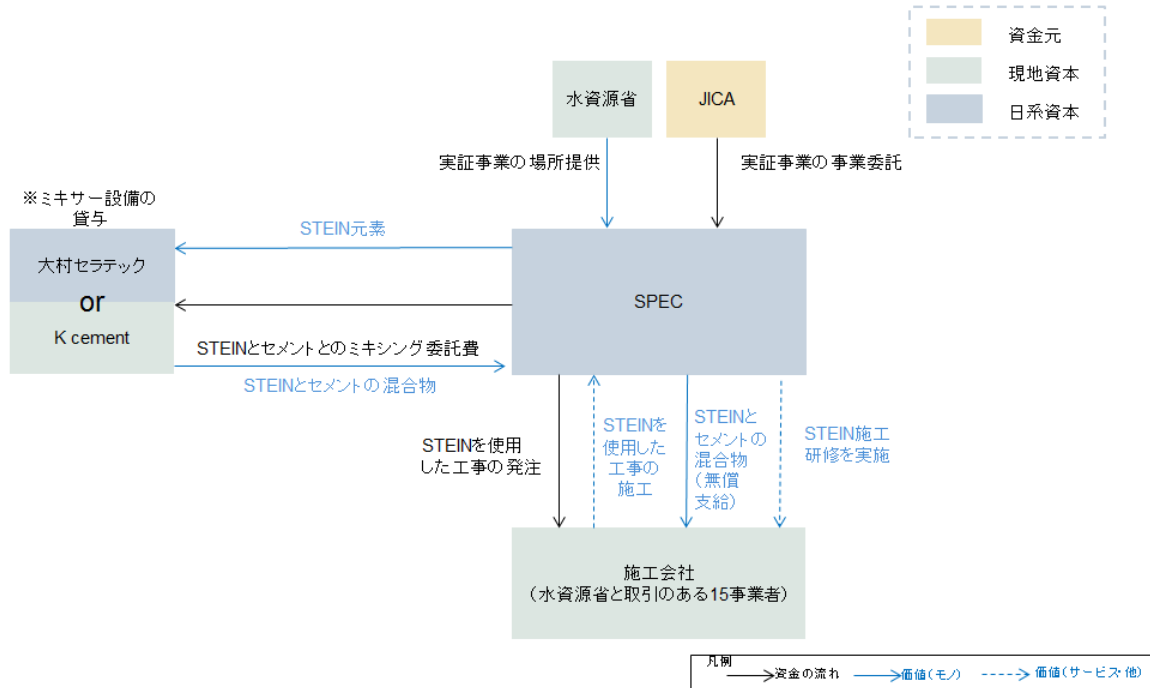 資金元
現地資本
日系資本
水資源省
JICA
実証事業の場所提供
実証事業の事業委託
※ミキサー設備の
貸与
大村セラテック
or
K cement
STEIN元素
SPEC
STEINとセメントとのミキシング委託費
STEINとセメントの混合物
STEINを使用
した工事の発注
STEINを
使用した
工事の
施工
STEINと
セメントの
混合物
(無償
支給)
STEIN施工
研修を実施
施工会社
(水資源省と取引のある15事業者)
凡例
資金の流れ
価値(モノ)
価値(サービス・他)